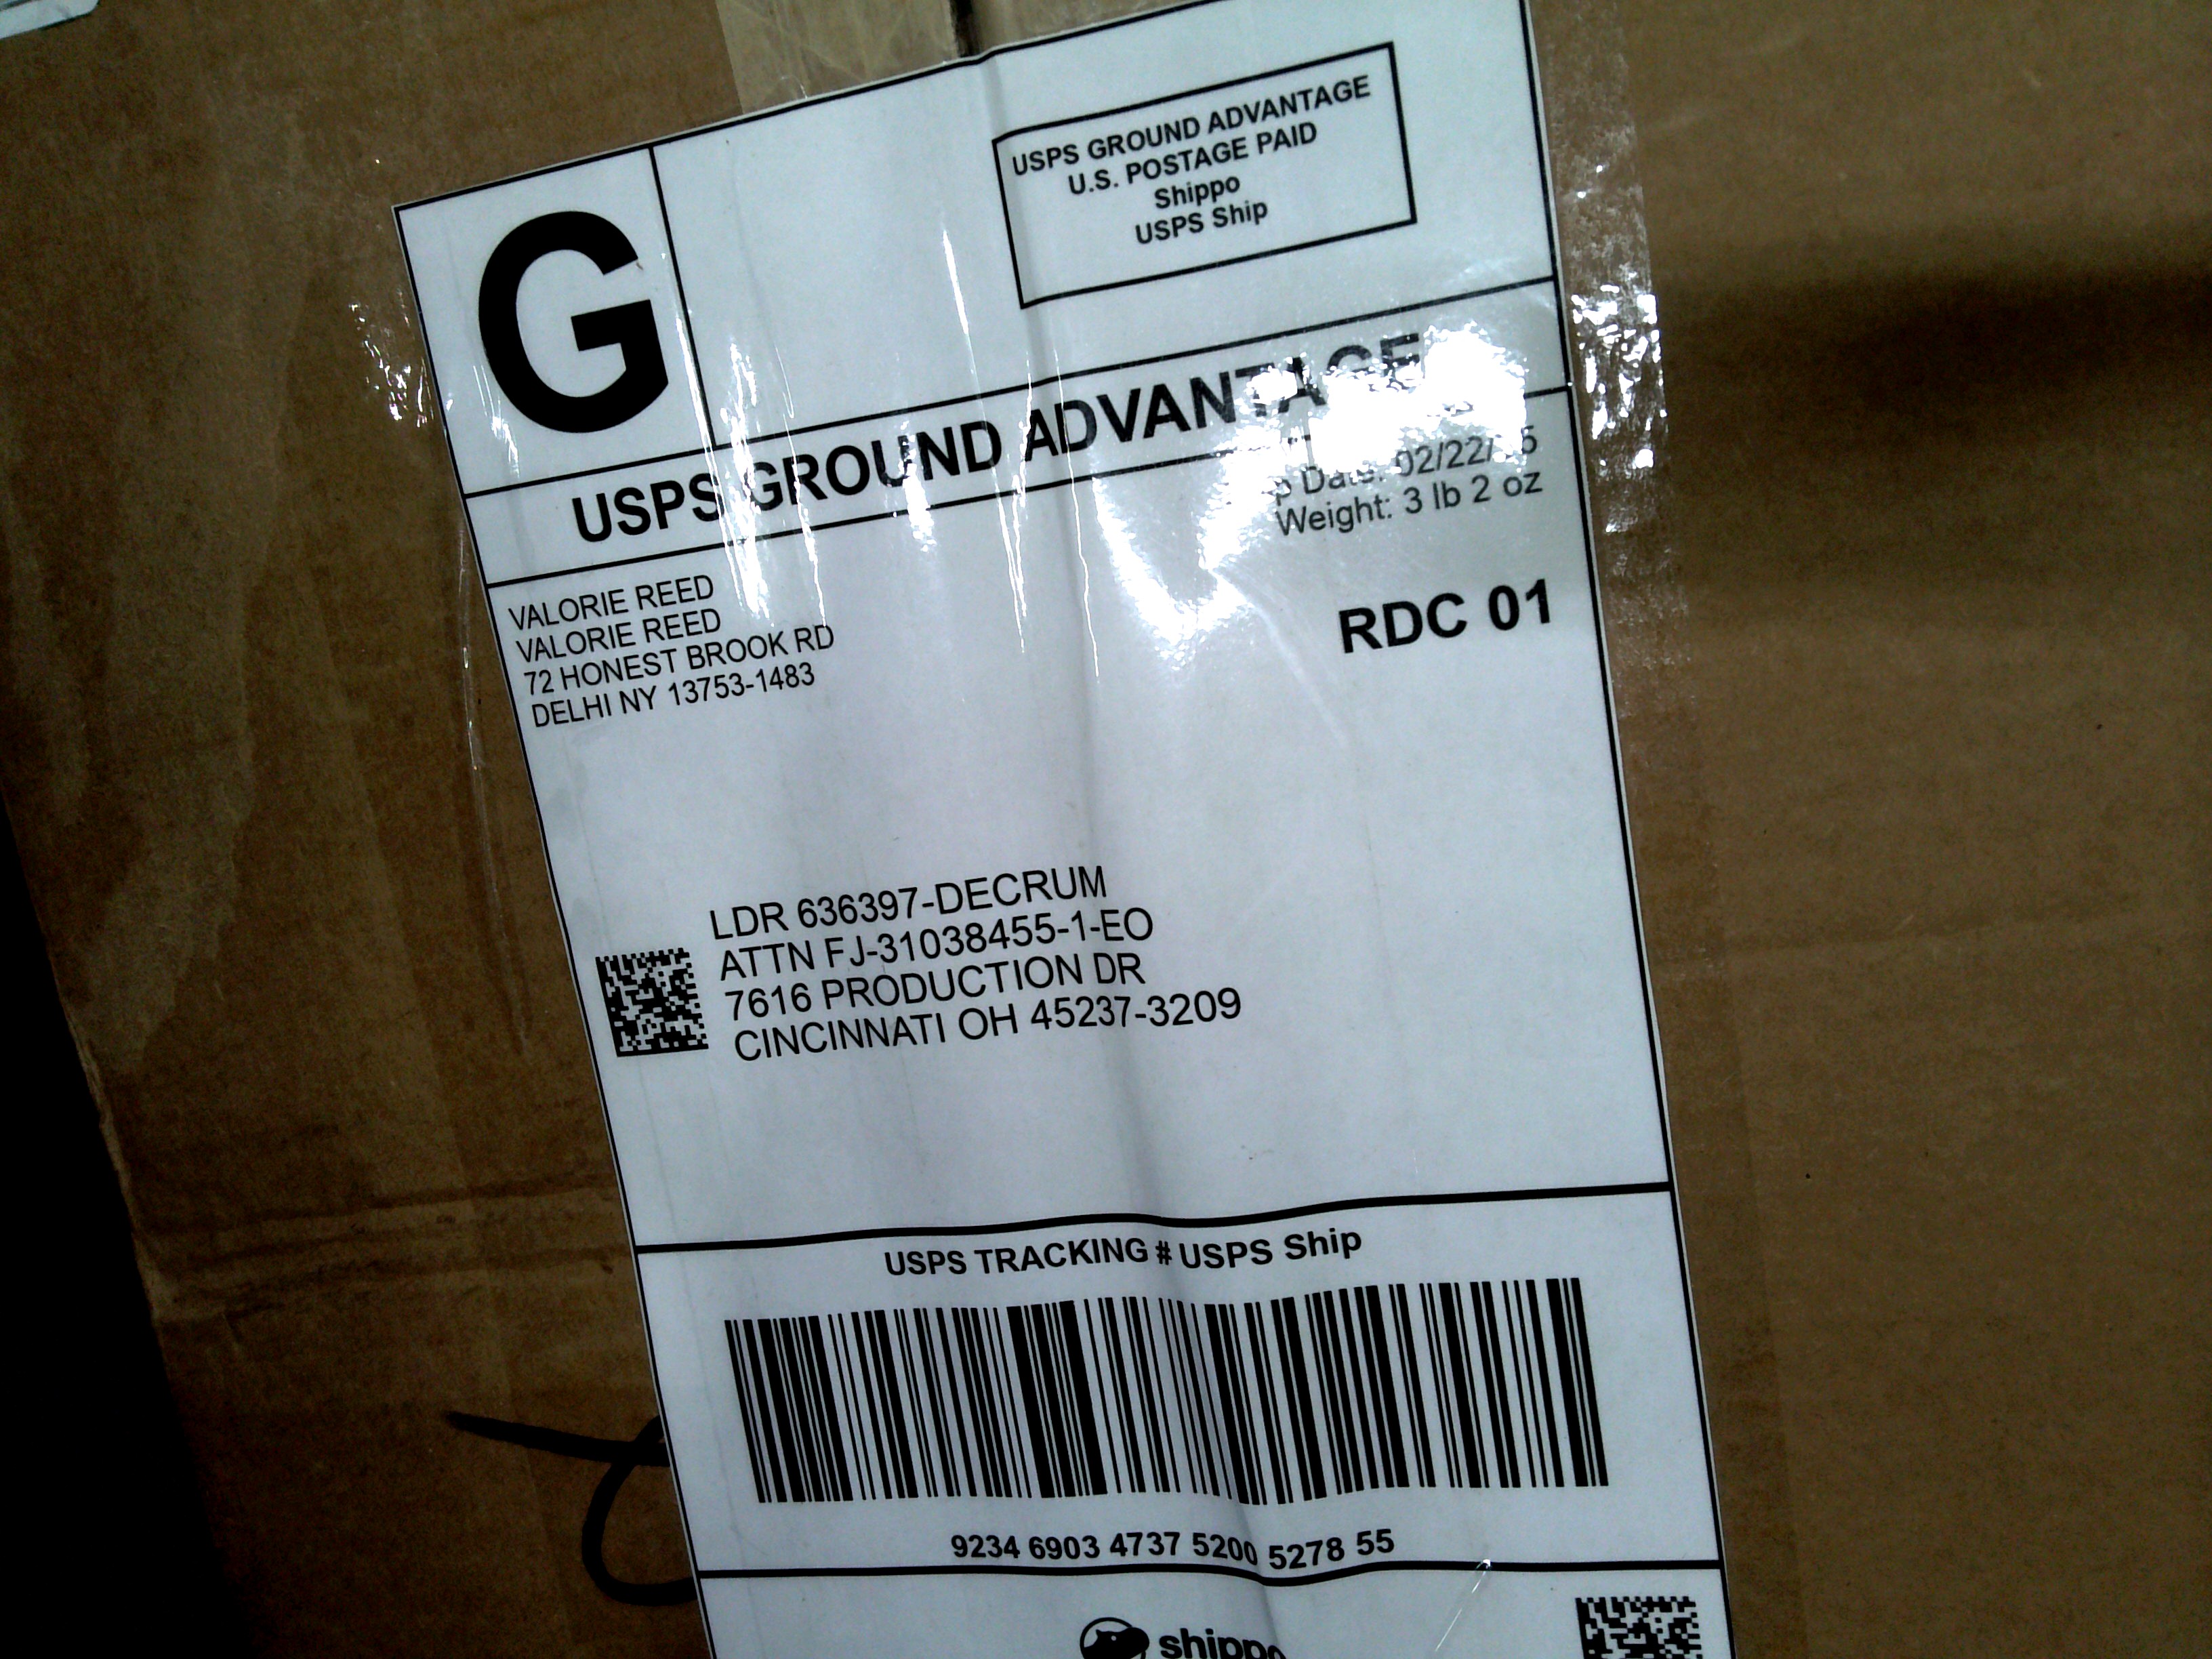 USPS GROUND ADVANTAGE
U.S. POSTAGE PAID
Shippo
USPS Ship
G
USPS GROUND ADVANTAGE
Weight: 3 lb 2 oz
VALORIE REED
VALORIE REED
72 HONEST BROOK RD
DELHI NY 13753-1483
RDC 01
LDR 636397-DECRUM
ATTN FJ-31038455-1-EO
7616 PRODUCTION DR
CINCINNATI OH 45237-3209
USPS TRACKING # USPS Ship
9234 6903 4737 5200 5278 55
shippo